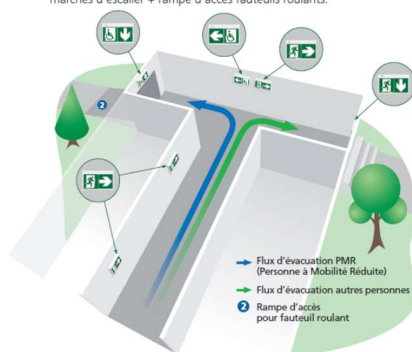 marches d'escalier + rampe d'accès fauteuils roulants.
2
Flux d'évacuation PMR
(Personne à Mobilité Réduite)
Flux d'évacuation autres personnes
2 Rampe d'accès
pour fauteuil roulant